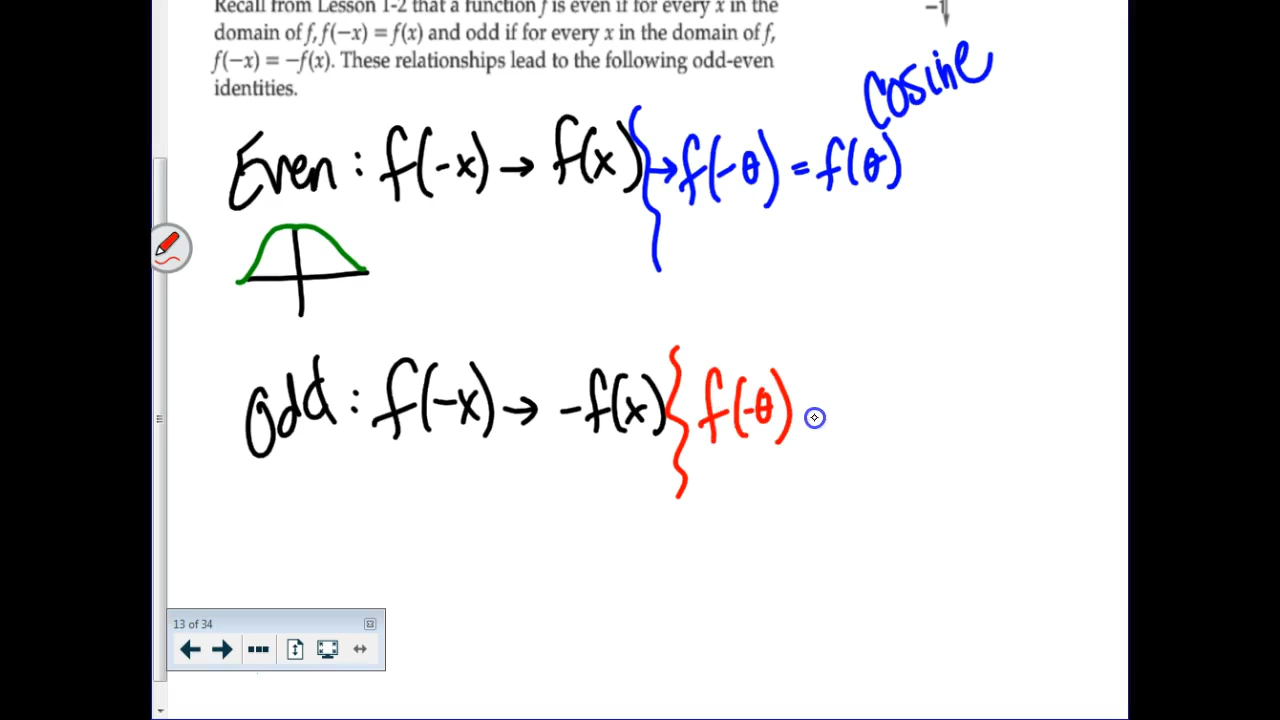 Recall from Lesson 1-2 that a function f is even if for every x in the
domain of f, f(−x) = f(x) and odd if for every x in the domain of f,
f(−x) = −f(x). These relationships lead to the following odd-even
identities.
−1
cosine
Even : f(-x) → f(x) } → f(-θ) = f(θ)
Odd : f(-x) → -f(x) { f(-θ)
13 of 34